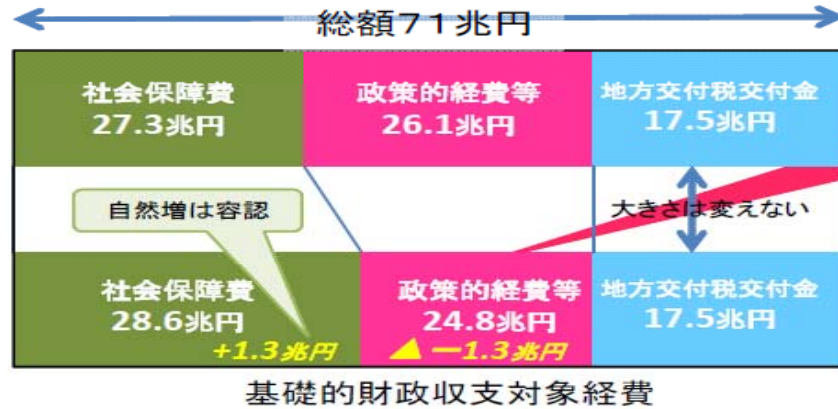 総額71兆円
社会保障費
27.3兆円
政策的経費等
26.1兆円
地方交付税交付金
17.5兆円
自然増は容認
大きさは変えない
社会保障費
28.6兆円
+1.3兆円
政策的経費等
24.8兆円
▲ー1.3兆円
地方交付税交付金
17.5兆円
基礎的財政収支対象経費